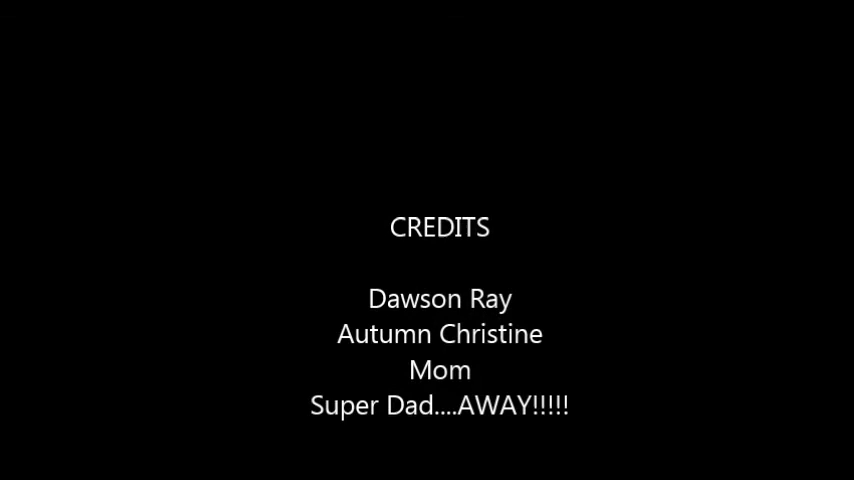 CREDITS
Dawson Ray
Autumn Christine
Mom
Super Dad....AWAY!!!!!